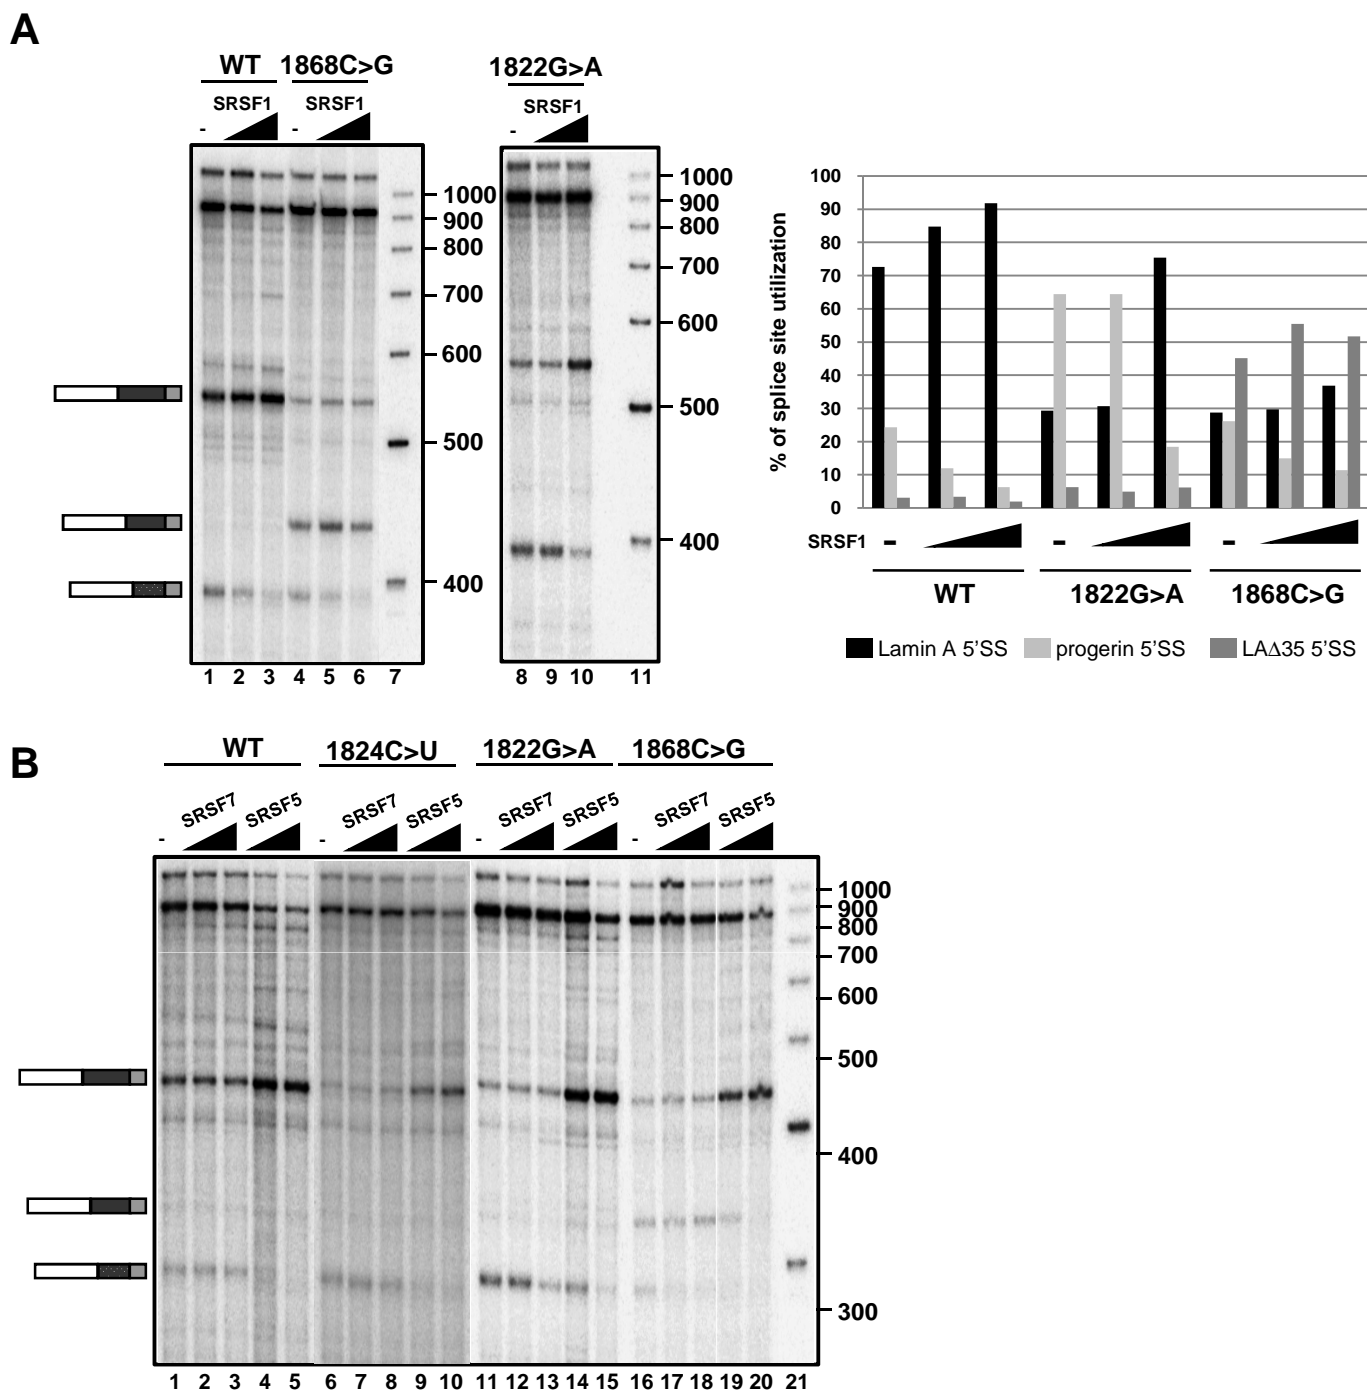 A
WT 1868C>G 1822G>A
SRSF1 SRSF1 SRSF1
- - -
1000
900
800
700
600
500
400
1 2 3 4 5 6 7
1000
900
800
700
600
500
400
8 9 10 11
% of splice site utilization
100
90
80
70
60
50
40
30
20
10
0
SRSF1 - - -
WT 1822G>A 1868C>G
Lamin A 5'SS progerin 5'SS LAΔ35 5'SS
B
WT 1824C>U 1822G>A 1868C>G
- SRSF7 SRSF5 - SRSF7 SRSF5 - SRSF7 SRSF5 - SRSF7 SRSF5
1000
900
800
700
600
500
400
300
1 2 3 4 5 6 7 8 9 10 11 12 13 14 15 16 17 18 19 20 21